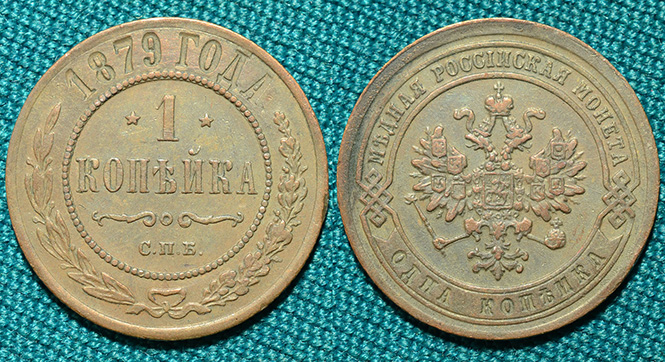 1879 ГОДА
1
КОПѢЙКА
С.П.Б.
МѢДНАЯ РОССІЙСКАЯ МОНЕТА
ОДНА КОПѢЙКА